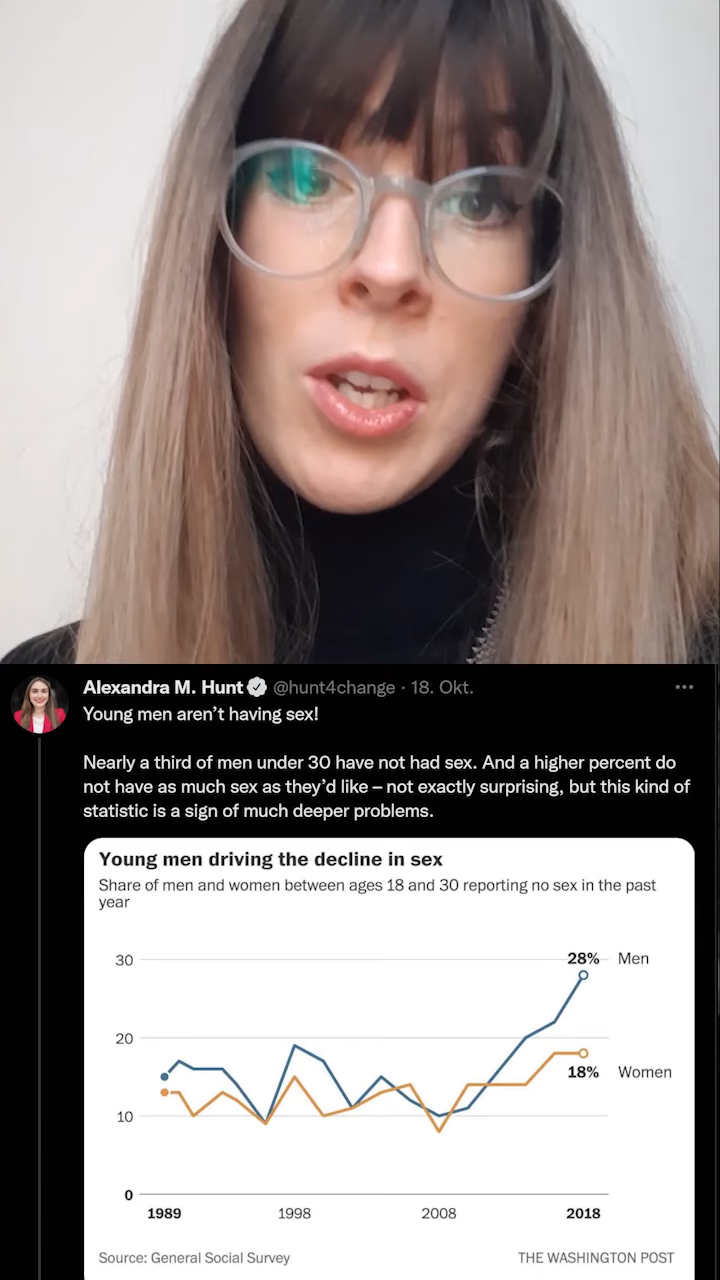 Alexandra M. Hunt @hunt4change · 18. Okt.
Young men aren’t having sex!
Nearly a third of men under 30 have not had sex. And a higher percent do
not have as much sex as they’d like – not exactly surprising, but this kind of
statistic is a sign of much deeper problems.
Young men driving the decline in sex
Share of men and women between ages 18 and 30 reporting no sex in the past
year
30
28% Men
20
18% Women
10
0
1989 1998 2008 2018
Source: General Social Survey THE WASHINGTON POST